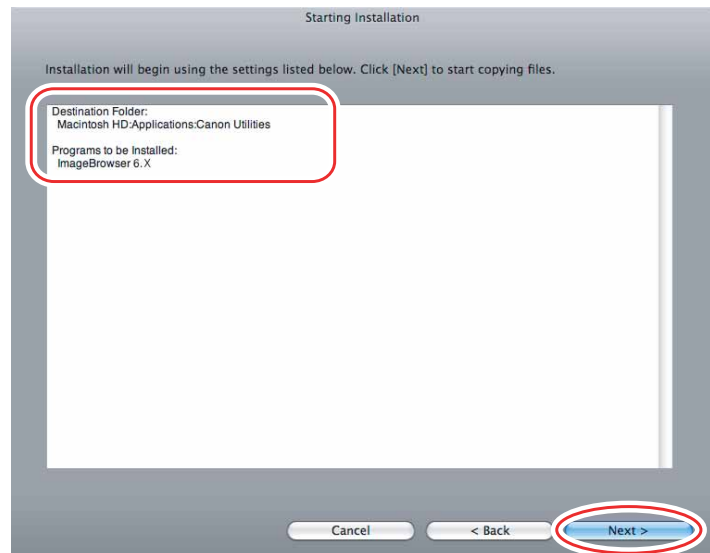 Starting Installation
Installation will begin using the settings listed below. Click [Next] to start copying files.
Destination Folder:
Macintosh HD:Applications:Canon Utilities
Programs to be Installed:
ImageBrowser 6.X
Cancel
< Back
Next >